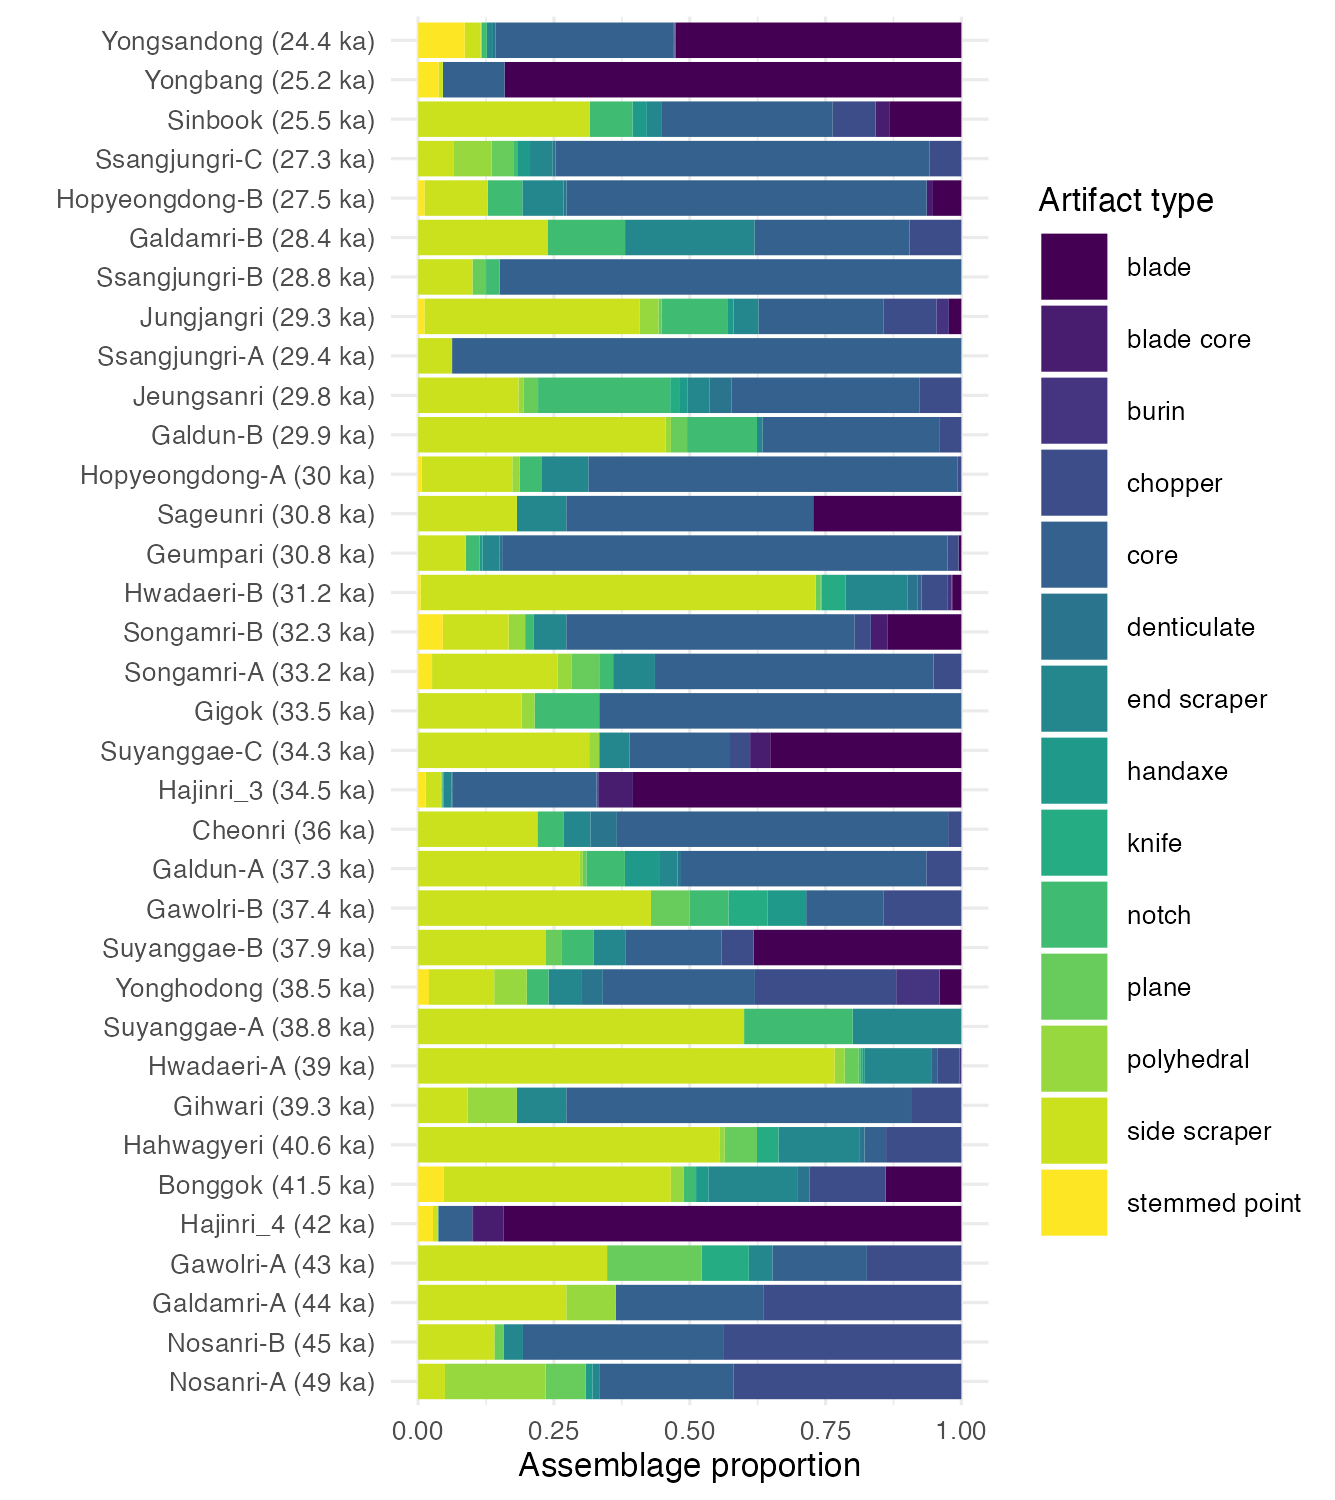 Yongsandong (24.4 ka)
Yongbang (25.2 ka)
Sinbook (25.5 ka)
Ssangjungri-C (27.3 ka)
Hopyeongdong-B (27.5 ka)
Galdamri-B (28.4 ka)
Ssangjungri-B (28.8 ka)
Jungjangri (29.3 ka)
Ssangjungri-A (29.4 ka)
Jeungsanri (29.8 ka)
Galdun-B (29.9 ka)
Hopyeongdong-A (30 ka)
Sageunri (30.8 ka)
Geumpari (30.8 ka)
Hwadaeri-B (31.2 ka)
Songamri-B (32.3 ka)
Songamri-A (33.2 ka)
Gigok (33.5 ka)
Suyanggae-C (34.3 ka)
Hajinri_3 (34.5 ka)
Cheonri (36 ka)
Galdun-A (37.3 ka)
Gawolri-B (37.4 ka)
Suyanggae-B (37.9 ka)
Yonghodong (38.5 ka)
Suyanggae-A (38.8 ka)
Hwadaeri-A (39 ka)
Gihwari (39.3 ka)
Hahwagyeri (40.6 ka)
Bonggok (41.5 ka)
Hajinri_4 (42 ka)
Gawolri-A (43 ka)
Galdamri-A (44 ka)
Nosanri-B (45 ka)
Nosanri-A (49 ka)
0.00 0.25 0.50 0.75 1.00
Assemblage proportion
Artifact type
blade
blade core
burin
chopper
core
denticulate
end scraper
handaxe
knife
notch
plane
polyhedral
side scraper
stemmed point